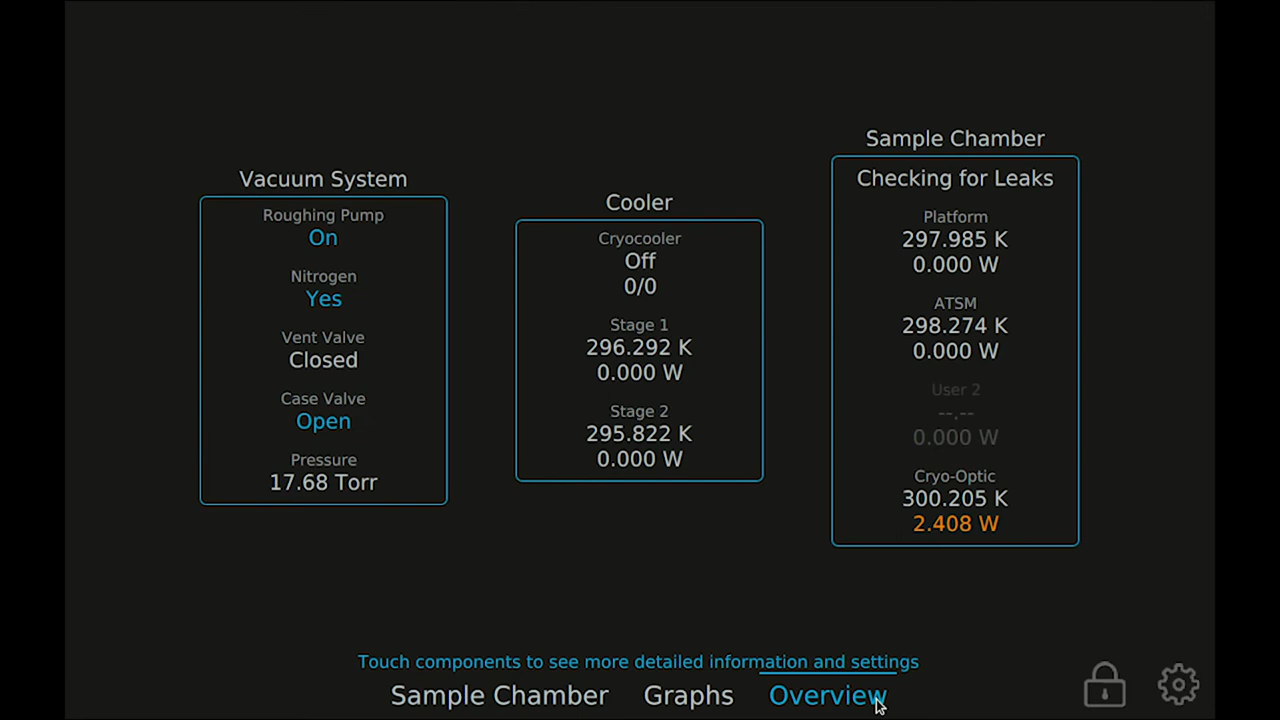 Vacuum System
Roughing Pump
On
Nitrogen
Yes
Vent Valve
Closed
Case Valve
Open
Pressure
17.68 Torr
Cooler
Cryocooler
Off
0/0
Stage 1
296.292 K
0.000 W
Stage 2
295.822 K
0.000 W
Sample Chamber
Checking for Leaks
Platform
297.985 K
0.000 W
ATSM
298.274 K
0.000 W
User 2
--.--
0.000 W
Cryo-Optic
300.205 K
2.408 W
Touch components to see more detailed information and settings
Sample Chamber Graphs Overview